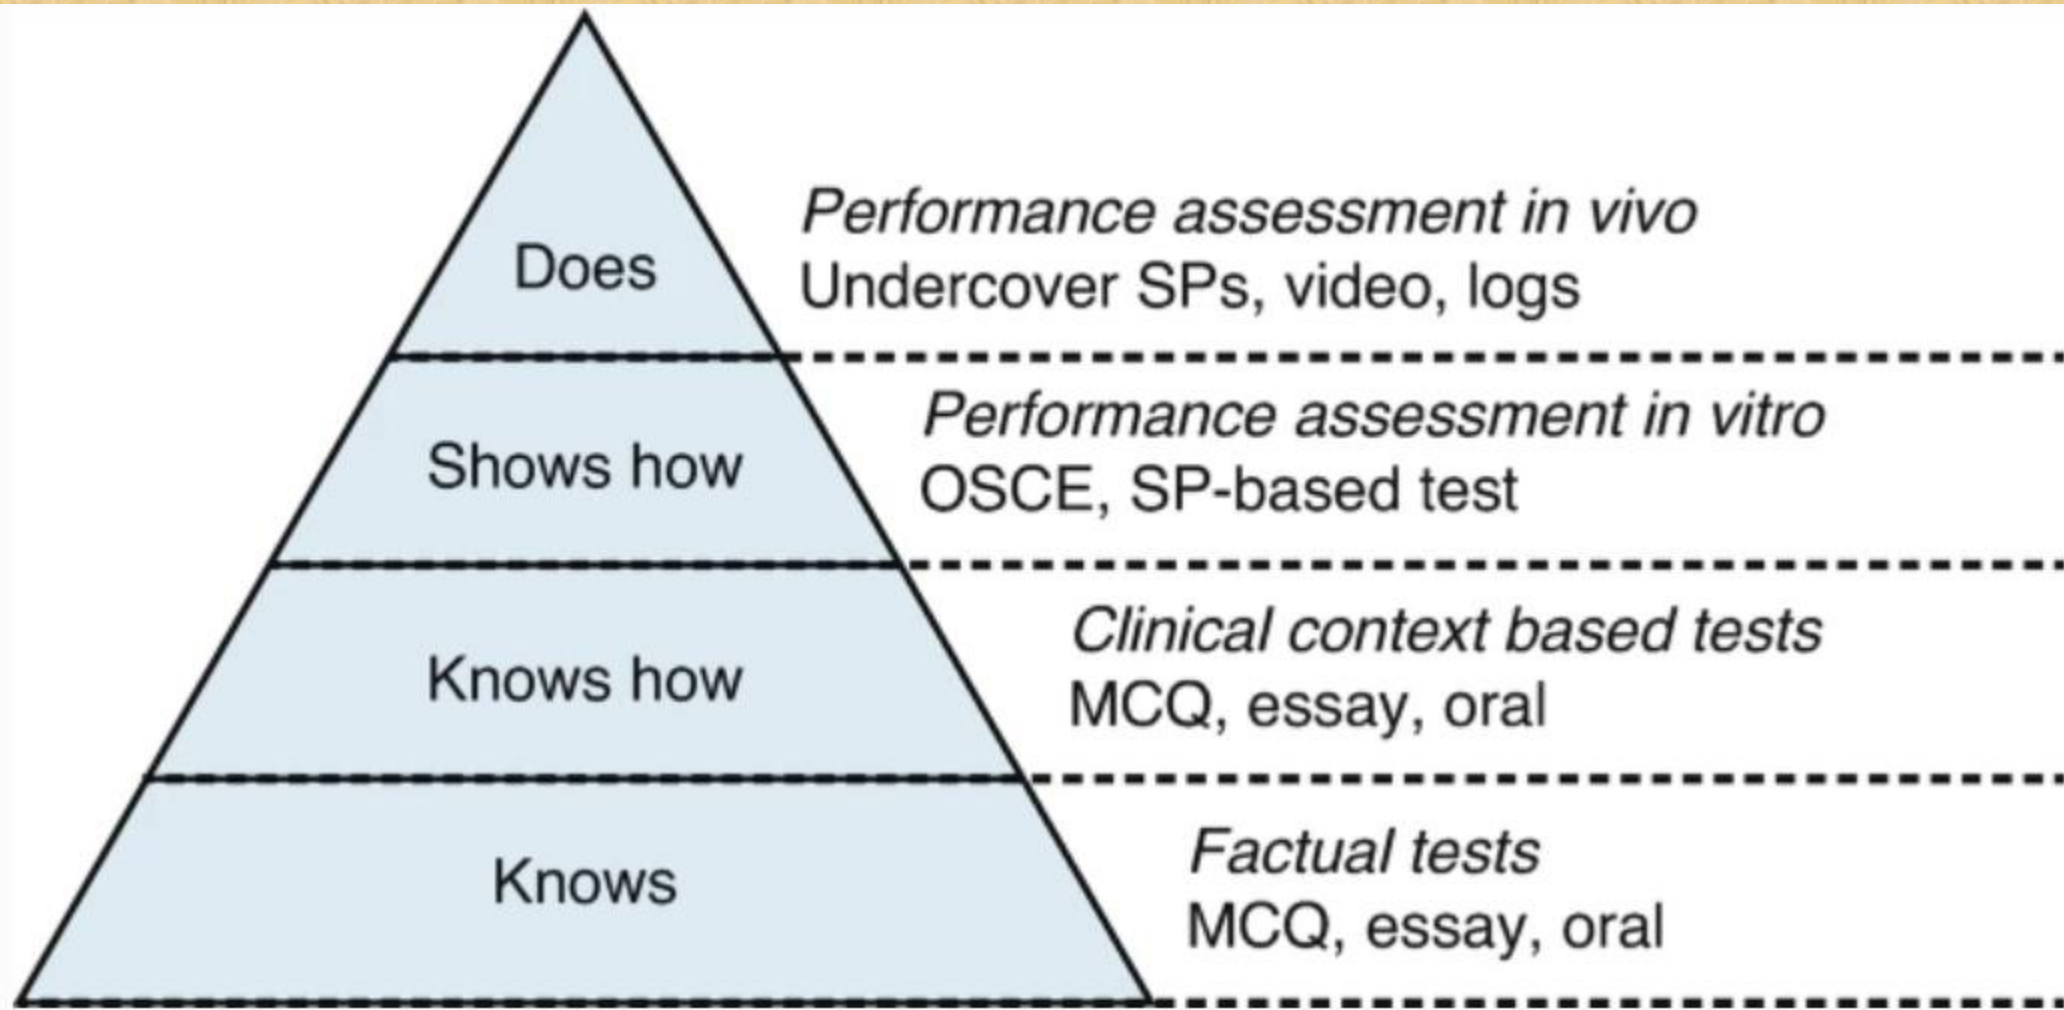 Does
Performance assessment in vivo
Undercover SPs, video, logs
Shows how
Performance assessment in vitro
OSCE, SP-based test
Knows how
Clinical context based tests
MCQ, essay, oral
Knows
Factual tests
MCQ, essay, oral